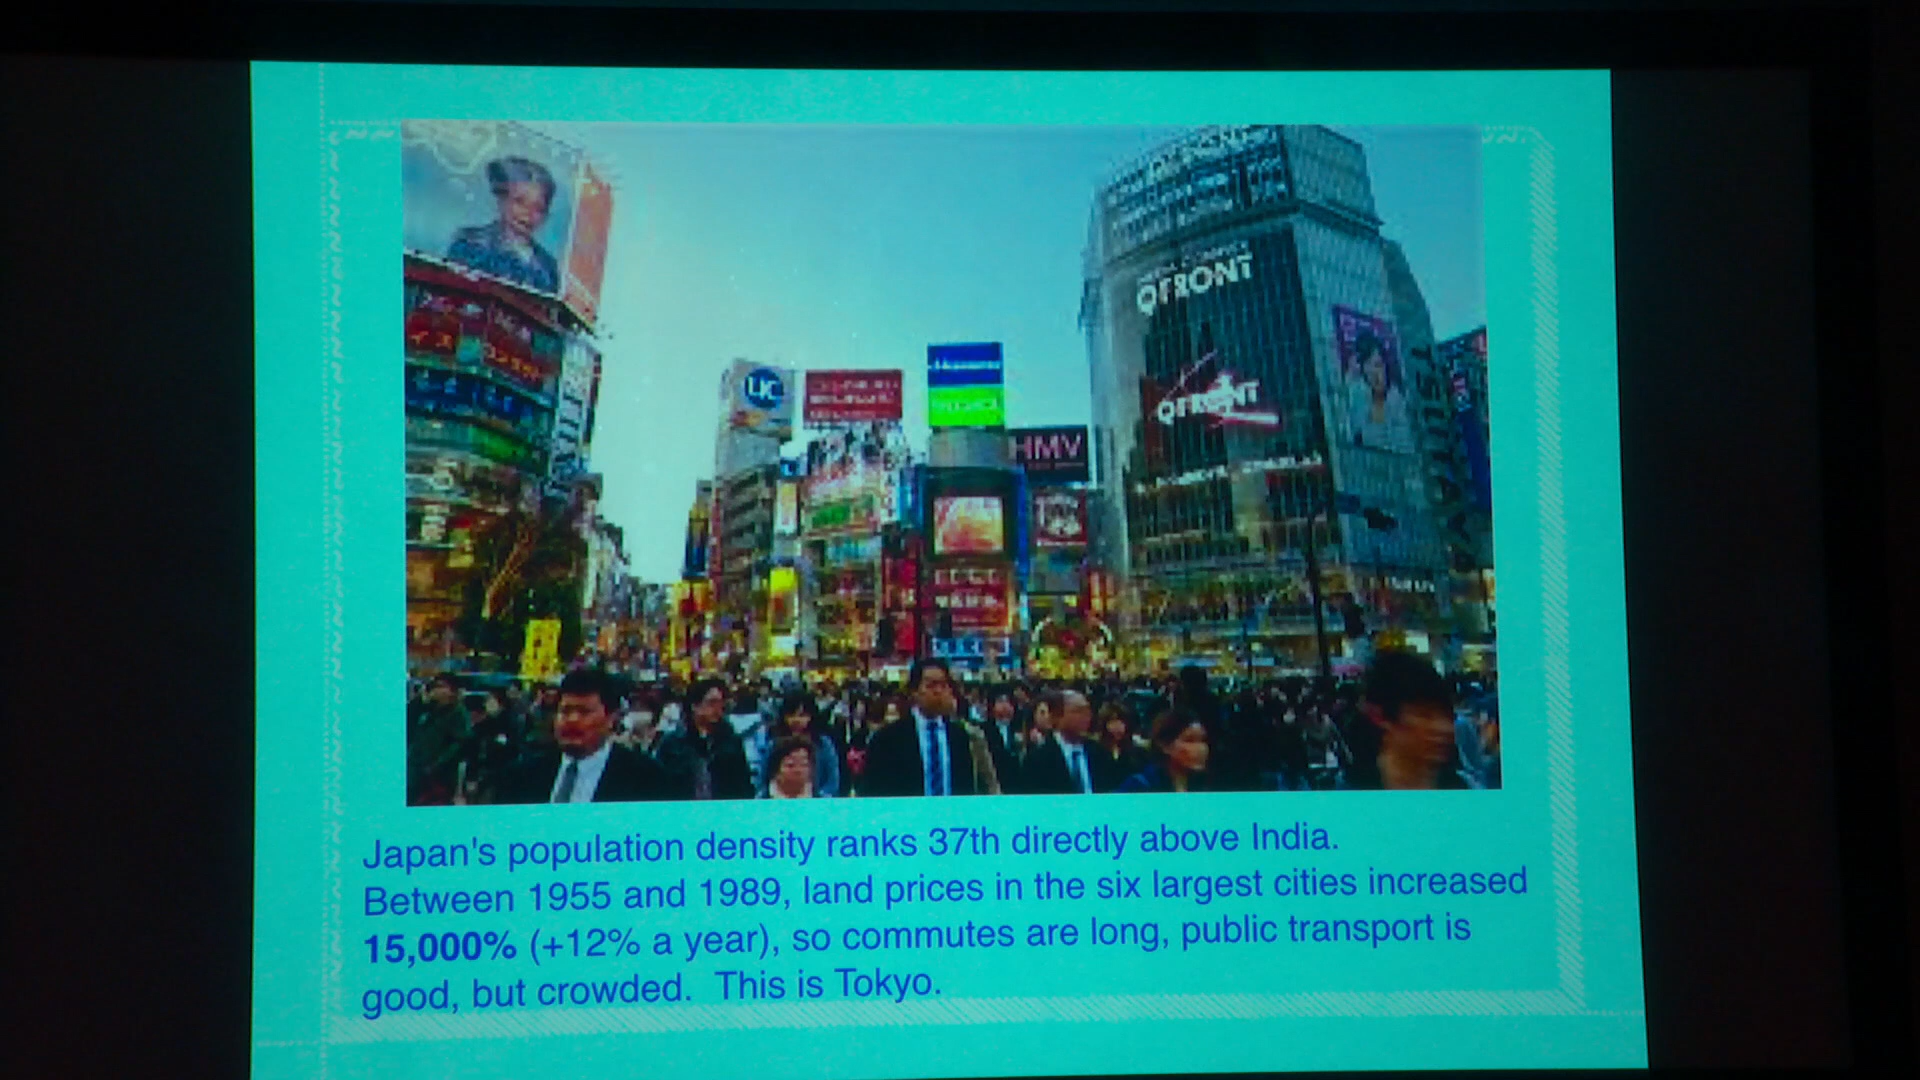 QFRONT
UC
HMV
QFRONT
TSUTAYA
Japan's population density ranks 37th directly above India.
Between 1955 and 1989, land prices in the six largest cities increased
15,000% (+12% a year), so commutes are long, public transport is
good, but crowded.  This is Tokyo.